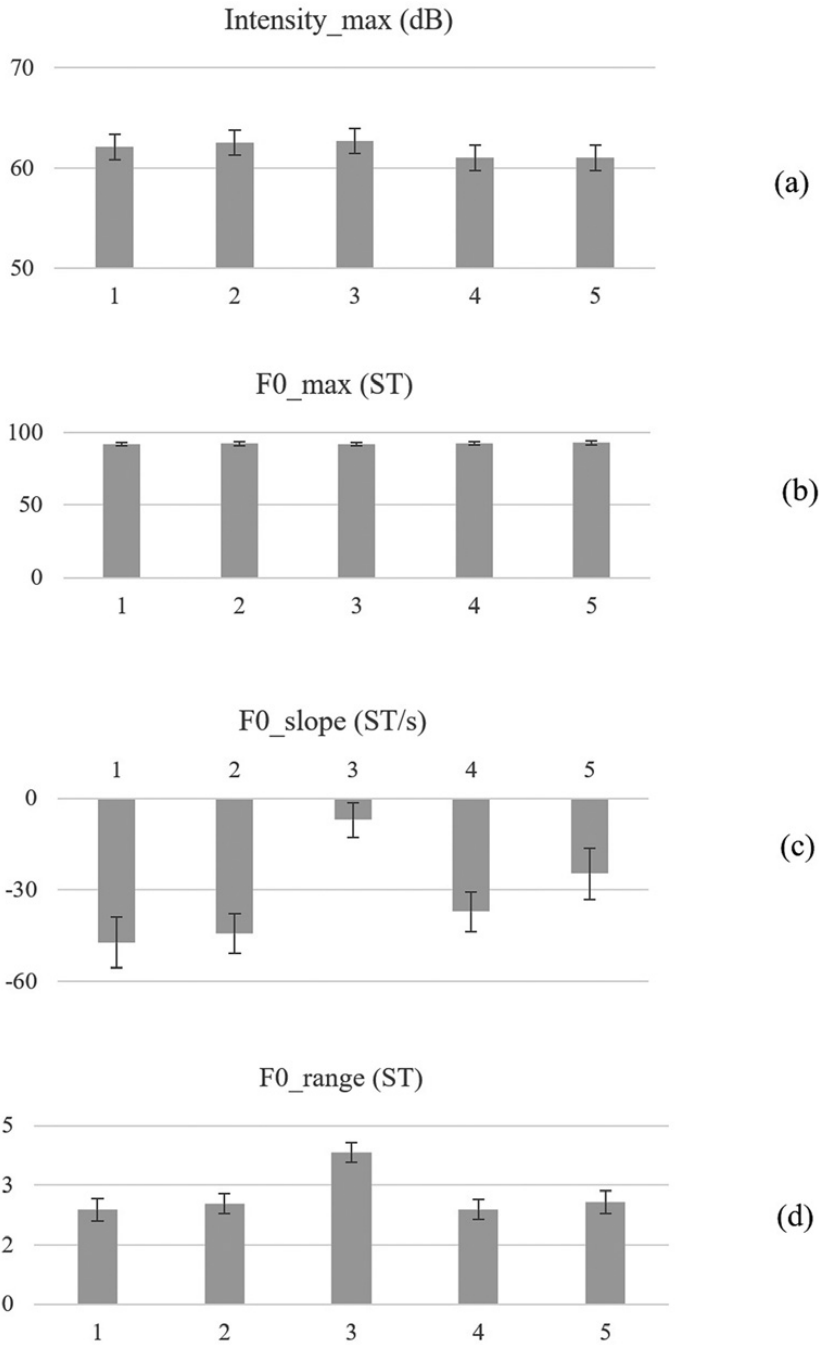 Intensity_max (dB)
70
60
50
1 2 3 4 5
(a)
F0_max (ST)
100
50
0
1 2 3 4 5
(b)
F0_slope (ST/s)
1 2 3 4 5
0
-30
-60
(c)
F0_range (ST)
5
3
2
0
1 2 3 4 5
(d)